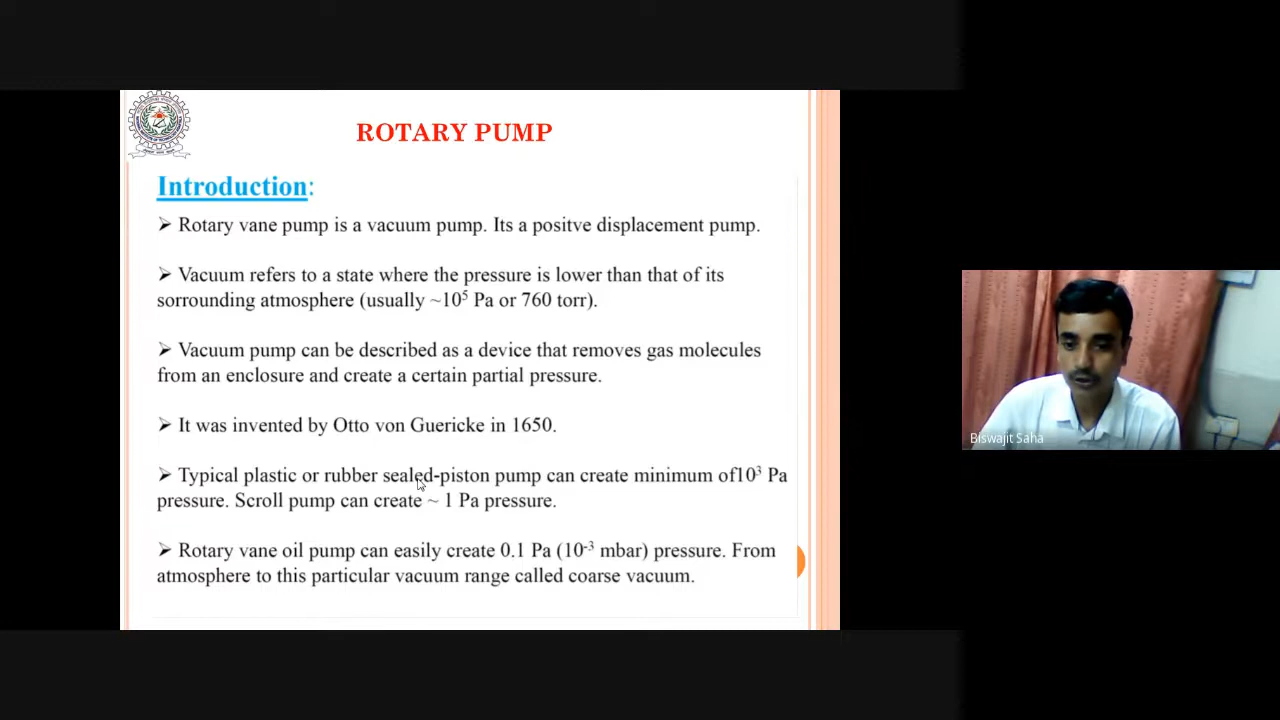 ROTARY PUMP
Introduction:
➢ Rotary vane pump is a vacuum pump. Its a positve displacement pump.
➢ Vacuum refers to a state where the pressure is lower than that of its
sorrounding atmosphere (usually ~10⁵ Pa or 760 torr).
➢ Vacuum pump can be described as a device that removes gas molecules
from an enclosure and create a certain partial pressure.
➢ It was invented by Otto von Guericke in 1650.
➢ Typical plastic or rubber sealed-piston pump can create minimum of10³ Pa
pressure. Scroll pump can create ~ 1 Pa pressure.
➢ Rotary vane oil pump can easily create 0.1 Pa (10⁻³ mbar) pressure. From
atmosphere to this particular vacuum range called coarse vacuum.
Biswajit Saha